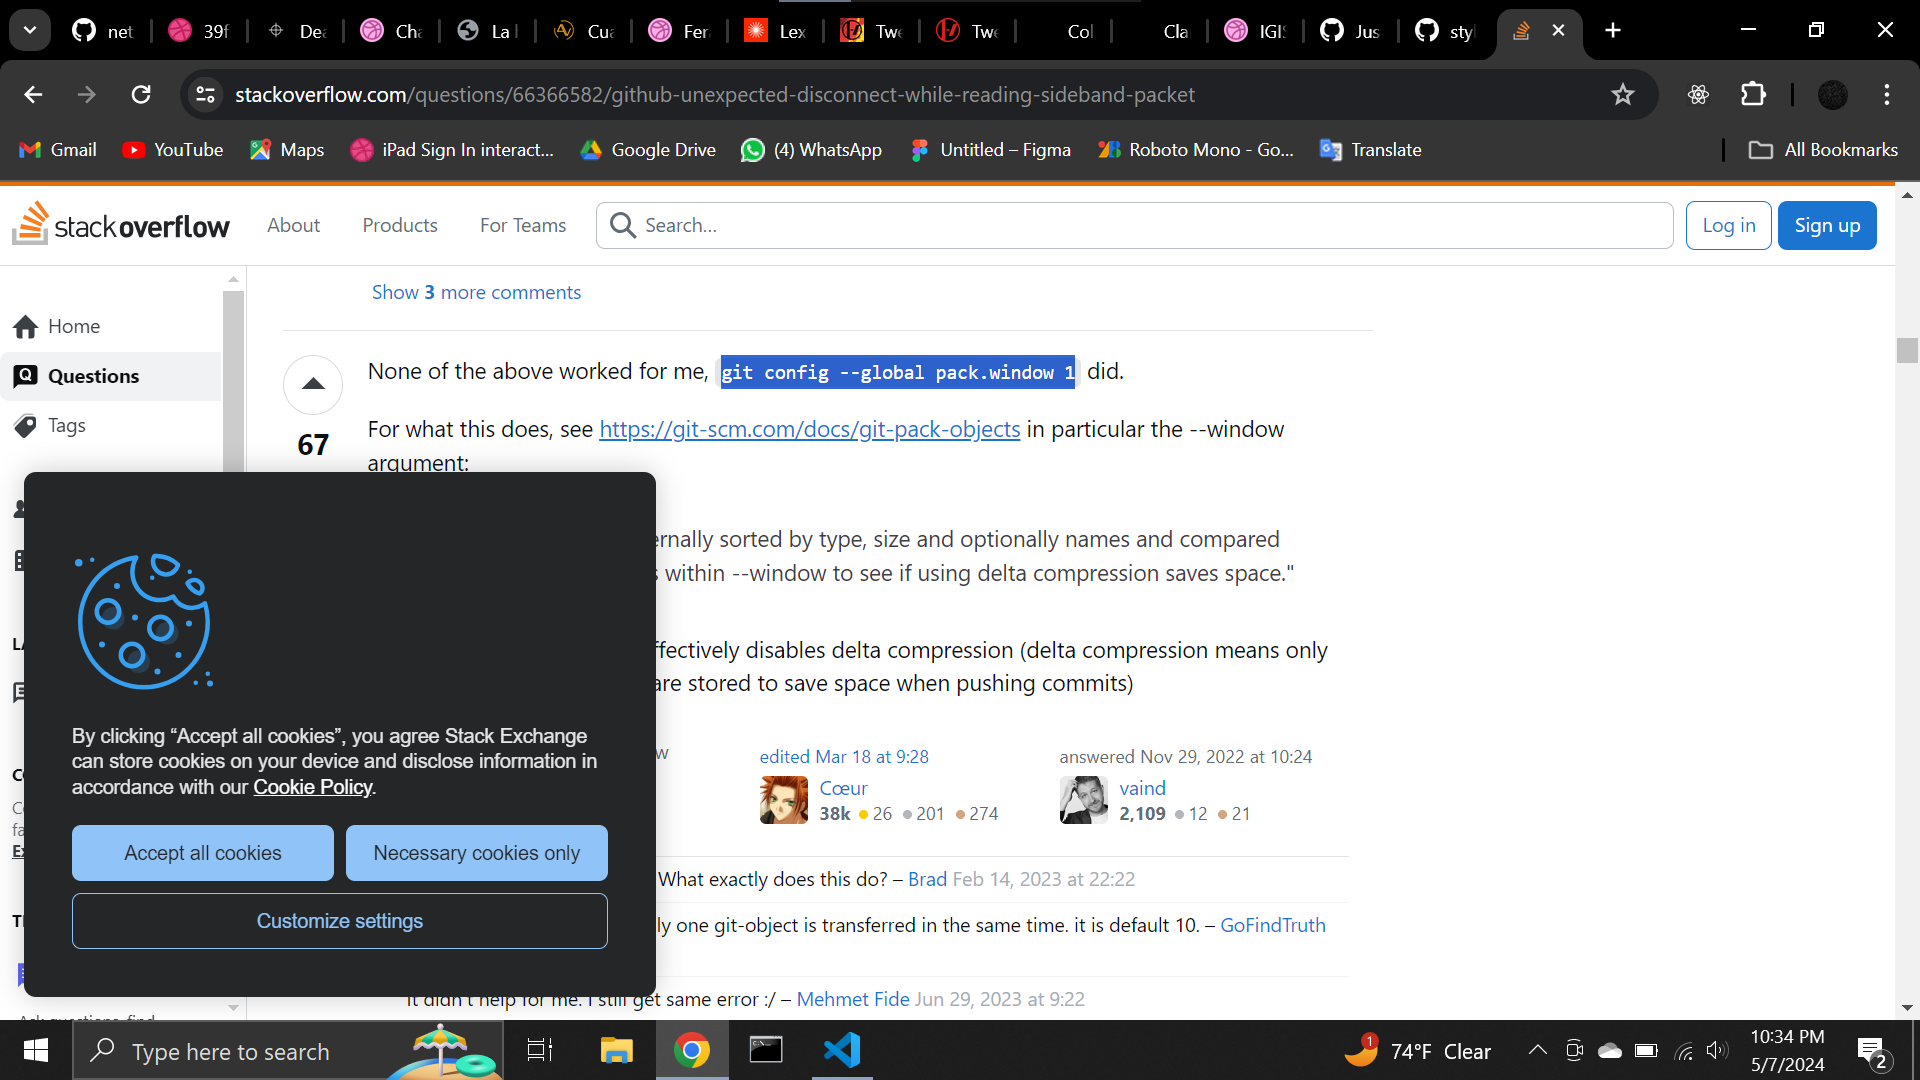 net
39f
Dea
Cha
La l
Cua
Fer
Lex
Twe
Twe
Col
Cla
IGIS
Jus
sty
stackoverflow.com/questions/66366582/github-unexpected-disconnect-while-reading-sideband-packet
Gmail
YouTube
Maps
iPad Sign In interact...
Google Drive
(4) WhatsApp
Untitled – Figma
Roboto Mono - Go...
Translate
All Bookmarks
stack overflow
About
Products
For Teams
Search...
Log in
Sign up
Home
Questions
Tags
Show 3 more comments
None of the above worked for me, git config --global pack.window 1 did.
67
For what this does, see https://git-scm.com/docs/git-pack-objects in particular the --window
argument:
ernally sorted by type, size and optionally names and compared
s within --window to see if using delta compression saves space."
ffectively disables delta compression (delta compression means only
are stored to save space when pushing commits)
w
edited Mar 18 at 9:28
Cœur
38k 26 201 274
answered Nov 29, 2022 at 10:24
vaind
2,109 12 21
What exactly does this do? – Brad Feb 14, 2023 at 22:22
ly one git-object is transferred in the same time. it is default 10. – GoFindTruth
It didn't help for me. I still get same error :/ – Mehmet Fide Jun 29, 2023 at 9:22
By clicking “Accept all cookies”, you agree Stack Exchange
can store cookies on your device and disclose information in
accordance with our Cookie Policy.
Accept all cookies
Necessary cookies only
Customize settings
Type here to search
1
74°F Clear
10:34 PM
5/7/2024
2